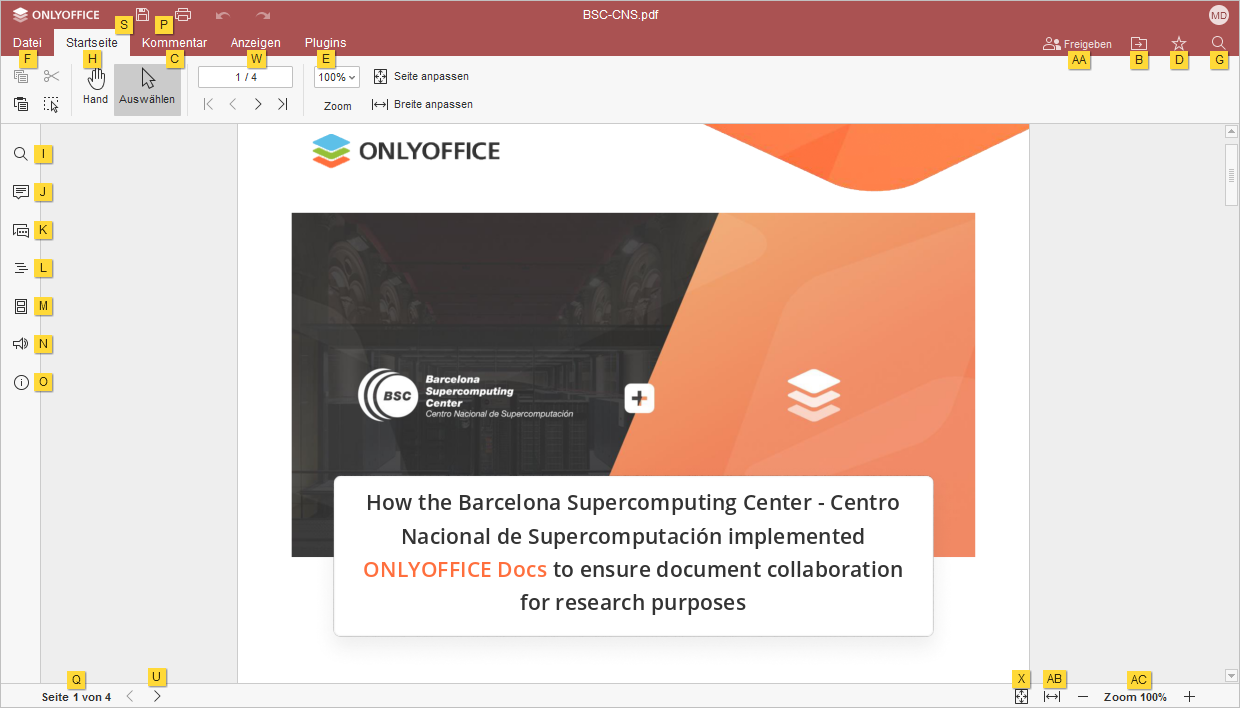 ONLYOFFICE
BSC-CNS.pdf
MD
S
P
Datei
Startseite
Kommentar
Anzeigen
Plugins
Freigeben
F
H
C
W
E
AA
B
D
G
Hand
Auswählen
1 / 4
100%
Zoom
Seite anpassen
Breite anpassen
I
J
K
L
M
N
O
ONLYOFFICE
BSC
Barcelona
Supercomputing
Center
Centro Nacional de Supercomputación
How the Barcelona Supercomputing Center - Centro
Nacional de Supercomputación implemented
ONLYOFFICE Docs to ensure document collaboration
for research purposes
Q
U
X
AB
AC
Seite 1 von 4
Zoom 100%